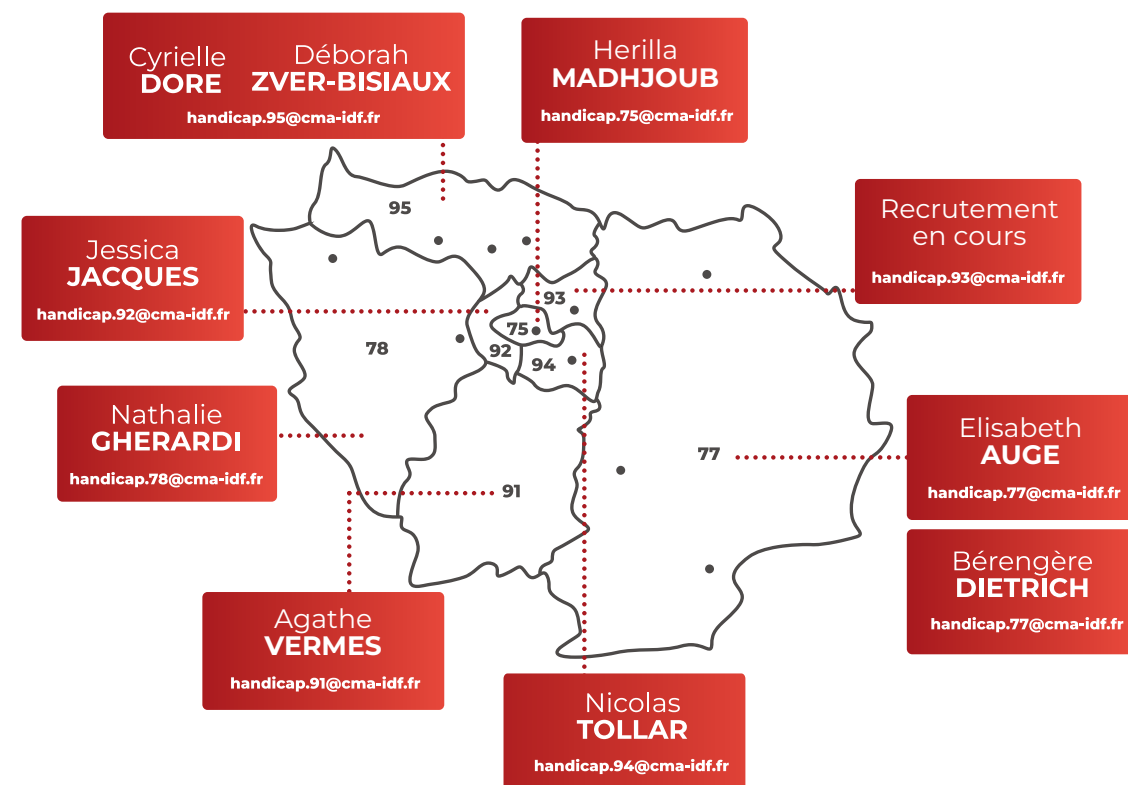 Cyrielle
DORE
Déborah
ZVER-BISIAUX
handicap.95@cma-idf.fr
Herilla
MADHJOUB
handicap.75@cma-idf.fr
Recrutement
en cours
handicap.93@cma-idf.fr
Jessica
JACQUES
handicap.92@cma-idf.fr
95
93
75
92
94
78
77
91
Nathalie
GHERARDI
handicap.78@cma-idf.fr
Elisabeth
AUGE
handicap.77@cma-idf.fr
Bérengère
DIETRICH
handicap.77@cma-idf.fr
Agathe
VERMES
handicap.91@cma-idf.fr
Nicolas
TOLLAR
handicap.94@cma-idf.fr